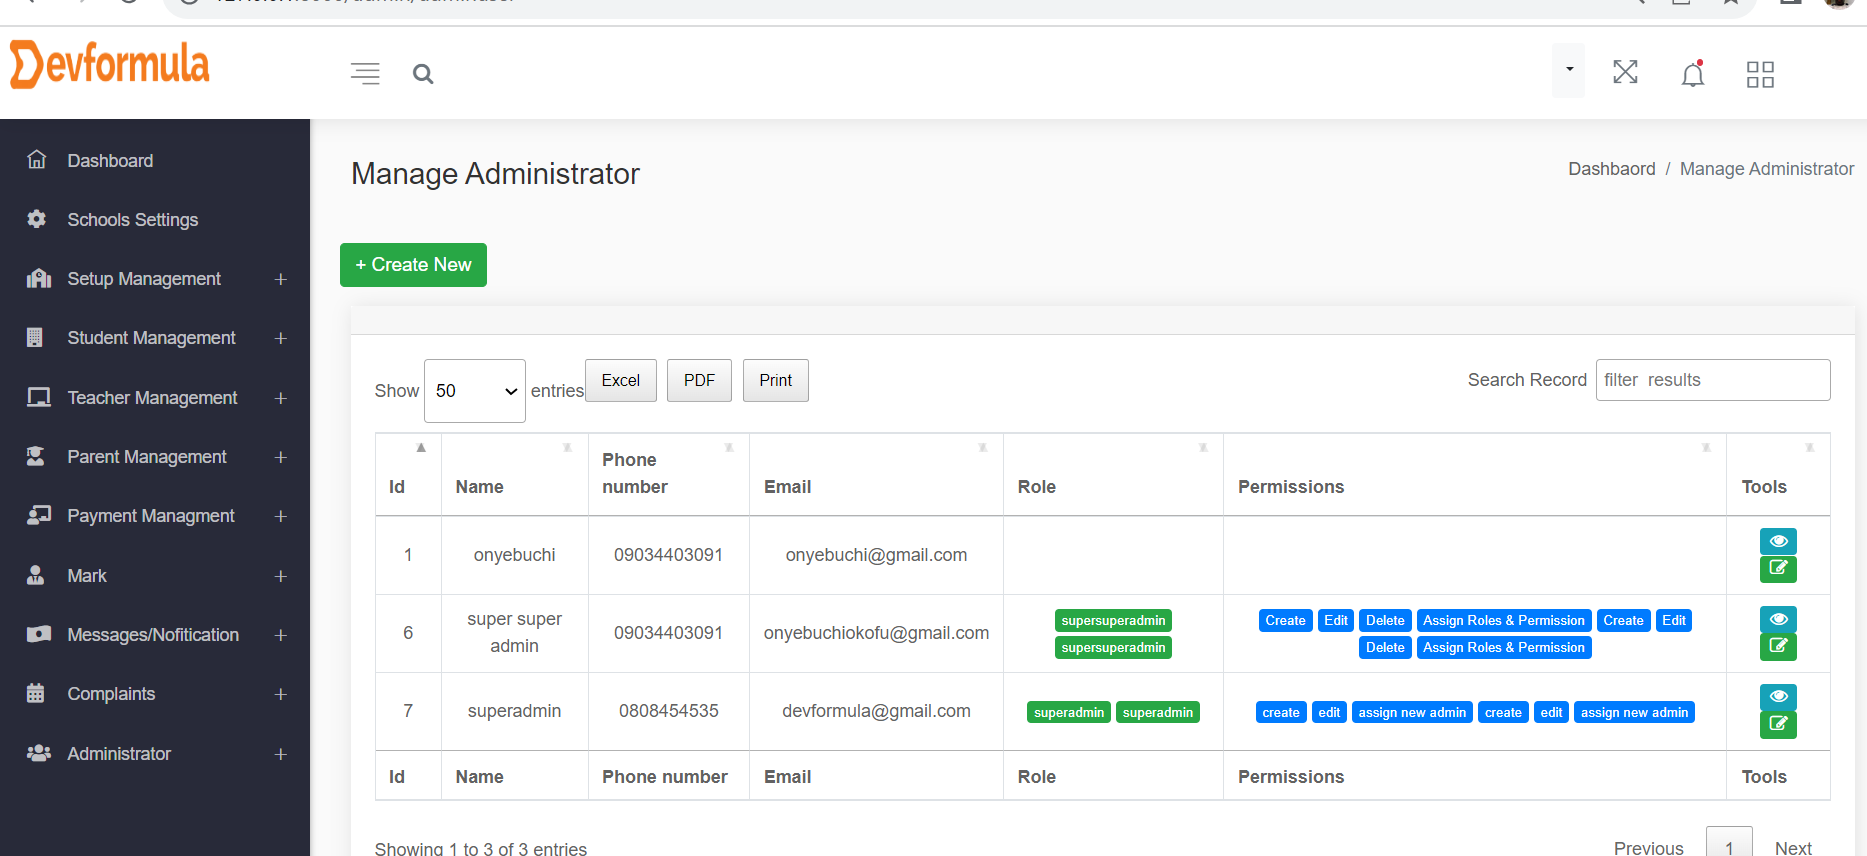 Devformula
Dashboard
Schools Settings
Setup Management +
Student Management +
Teacher Management +
Parent Management +
Payment Managment +
Mark +
Messages/Nofitication +
Complaints +
Administrator +
Manage Administrator
Dashbaord / Manage Administrator
+ Create New
Show 50 entries Excel PDF Print
Search Record filter results
Id Name Phone number Email Role Permissions Tools
1 onyebuchi 09034403091 onyebuchi@gmail.com
6 super super admin 09034403091 onyebuchiokofu@gmail.com supersuperadmin supersuperadmin Create Edit Delete Assign Roles & Permission Create Edit Delete Assign Roles & Permission
7 superadmin 0808454535 devformula@gmail.com superadmin superadmin create edit assign new admin create edit assign new admin
Id Name Phone number Email Role Permissions Tools
Showing 1 to 3 of 3 entries
Previous 1 Next